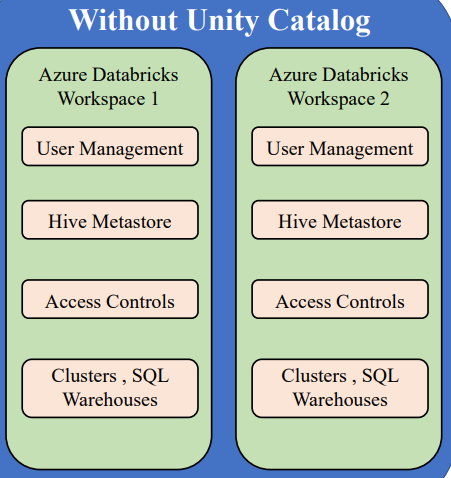 Without Unity Catalog
Azure Databricks
Workspace 1
User Management
Hive Metastore
Access Controls
Clusters , SQL
Warehouses
Azure Databricks
Workspace 2
User Management
Hive Metastore
Access Controls
Clusters , SQL
Warehouses